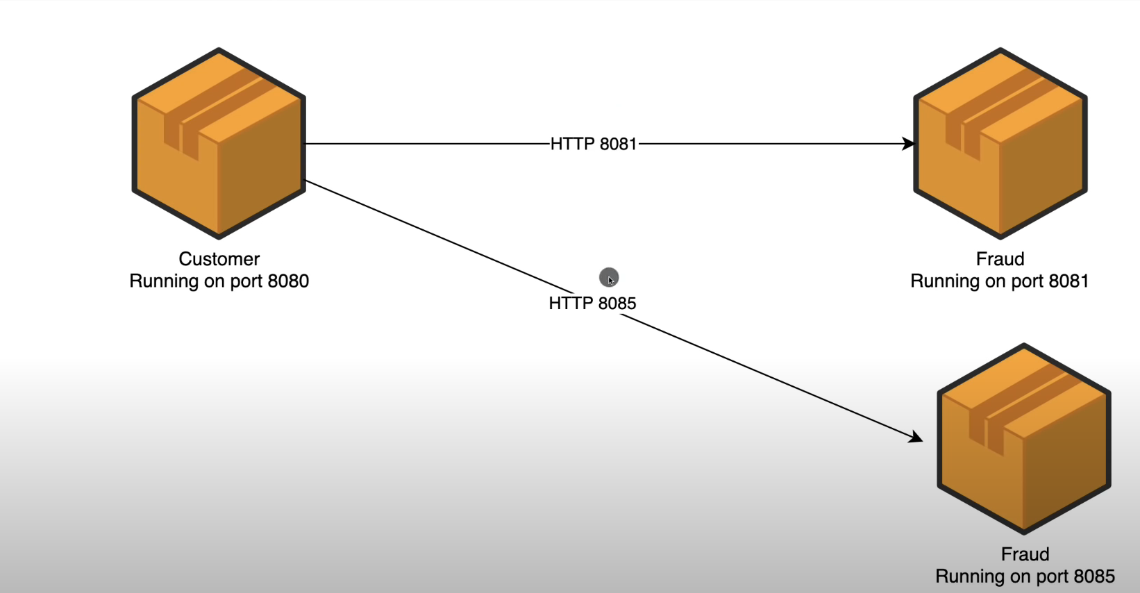 HTTP 8081
Customer
Running on port 8080
Fraud
Running on port 8081
HTTP 8085
Fraud
Running on port 8085